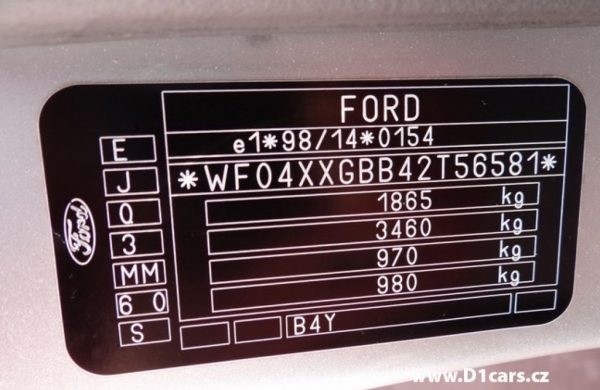 FORD
e1*98/14*0154
*WF04XXGBB42T56581*
1865 kg
3460 kg
970 kg
980 kg
E
J
Q
3
MM
6 0
S
B4Y
Ford
www.D1cars.cz